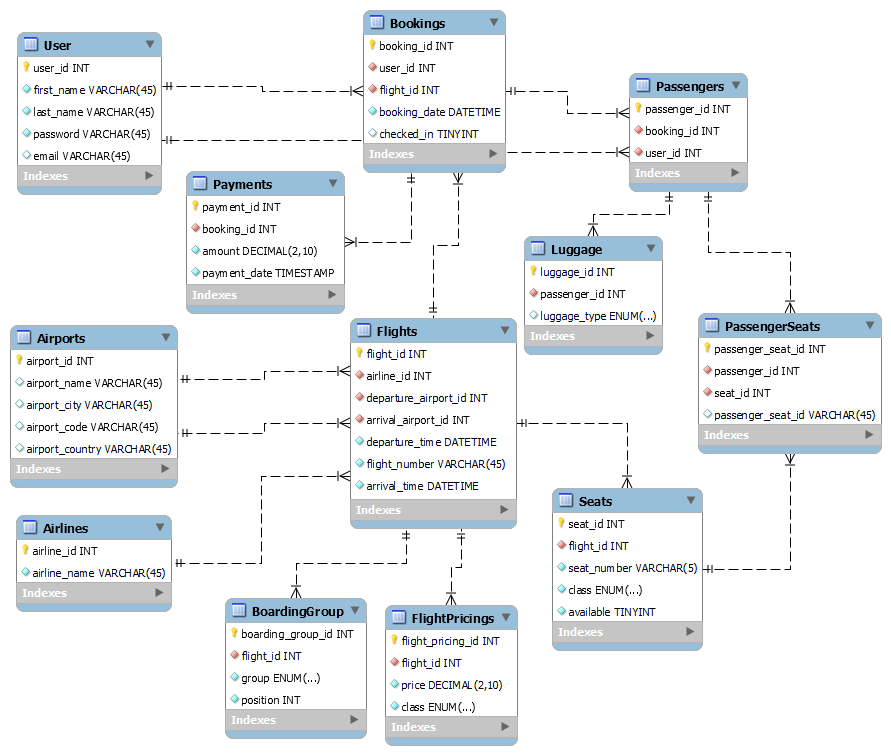 User
user_id INT
first_name VARCHAR(45)
last_name VARCHAR(45)
password VARCHAR(45)
email VARCHAR(45)
Indexes
Bookings
booking_id INT
user_id INT
flight_id INT
booking_date DATETIME
checked_in TINYINT
Indexes
Passengers
passenger_id INT
booking_id INT
user_id INT
Indexes
Payments
payment_id INT
booking_id INT
amount DECIMAL(2,10)
payment_date TIMESTAMP
Indexes
Luggage
luggage_id INT
passenger_id INT
luggage_type ENUM(...)
Indexes
Airports
airport_id INT
airport_name VARCHAR(45)
airport_city VARCHAR(45)
airport_code VARCHAR(45)
airport_country VARCHAR(45)
Indexes
Flights
flight_id INT
airline_id INT
departure_airport_id INT
arrival_airport_id INT
departure_time DATETIME
flight_number VARCHAR(45)
arrival_time DATETIME
Indexes
PassengerSeats
passenger_seat_id INT
passenger_id INT
seat_id INT
passenger_seat_id VARCHAR(45)
Indexes
Airlines
airline_id INT
airline_name VARCHAR(45)
Indexes
Seats
seat_id INT
flight_id INT
seat_number VARCHAR(5)
class ENUM(...)
available TINYINT
Indexes
BoardingGroup
boarding_group_id INT
flight_id INT
group ENUM(...)
position INT
Indexes
FlightPricings
flight_pricing_id INT
flight_id INT
price DECIMAL(2,10)
class ENUM(...)
Indexes